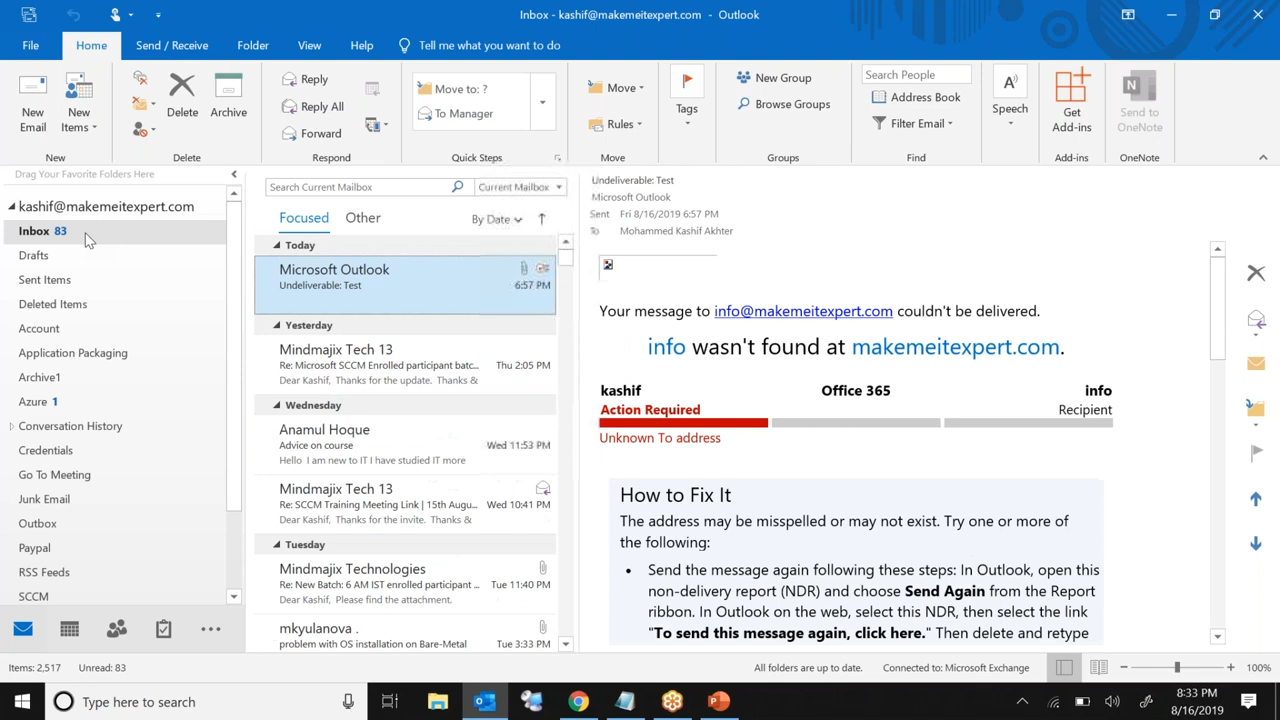 Inbox - kashif@makemeitexpert.com - Outlook
File
Home
Send / Receive
Folder
View
Help
Tell me what you want to do
New
Email
New
Items
New
Delete
Archive
Delete
Reply
Reply All
Forward
Respond
Move to: ?
To Manager
Quick Steps
Move
Rules
Move
Tags
New Group
Browse Groups
Groups
Search People
Address Book
Filter Email
Find
Speech
Get
Add-ins
Add-ins
Send to
OneNote
OneNote
Drag Your Favorite Folders Here
kashif@makemeitexpert.com
Inbox 83
Drafts
Sent Items
Deleted Items
Account
Application Packaging
Archive1
Azure 1
Conversation History
Credentials
Go To Meeting
Junk Email
Outbox
Paypal
RSS Feeds
SCCM
Search Current Mailbox
Current Mailbox
Focused
Other
By Date
Today
Microsoft Outlook
Undeliverable: Test
6:57 PM
Yesterday
Mindmajix Tech 13
Re: Microsoft SCCM Enrolled participant batc...
Thu 2:05 PM
Dear Kashif, Thanks for the update. Thanks &
Wednesday
Anamul Hoque
Advice on course
Wed 11:53 PM
Hello I am new to IT I have studied IT more
Mindmajix Tech 13
Re: SCCM Training Meeting Link | 15th Augu...
Wed 10:41 PM
Dear Kashif, Thanks for the invite. Thanks &
Tuesday
Mindmajix Technologies
Re: New Batch: 6 AM IST enrolled participant ...
Tue 11:40 PM
Dear Kashif, Please find the attachment.
mkyulanova .
problem with OS installation on Bare-Metal
Tue 3:33 PM
Undeliverable: Test
Microsoft Outlook
Sent Fri 8/16/2019 6:57 PM
To Mohammed Kashif Akhter
Your message to info@makemeitexpert.com couldn't be delivered.
info wasn't found at makemeitexpert.com.
kashif
Office 365
info
Action Required
Recipient
Unknown To address
How to Fix It
The address may be misspelled or may not exist. Try one or more of
the following:
• Send the message again following these steps: In Outlook, open this
non-delivery report (NDR) and choose Send Again from the Report
ribbon. In Outlook on the web, select this NDR, then select the link
"To send this message again, click here." Then delete and retype
Items: 2,517
Unread: 83
All folders are up to date.
Connected to: Microsoft Exchange
100%
Type here to search
8:33 PM
8/16/2019